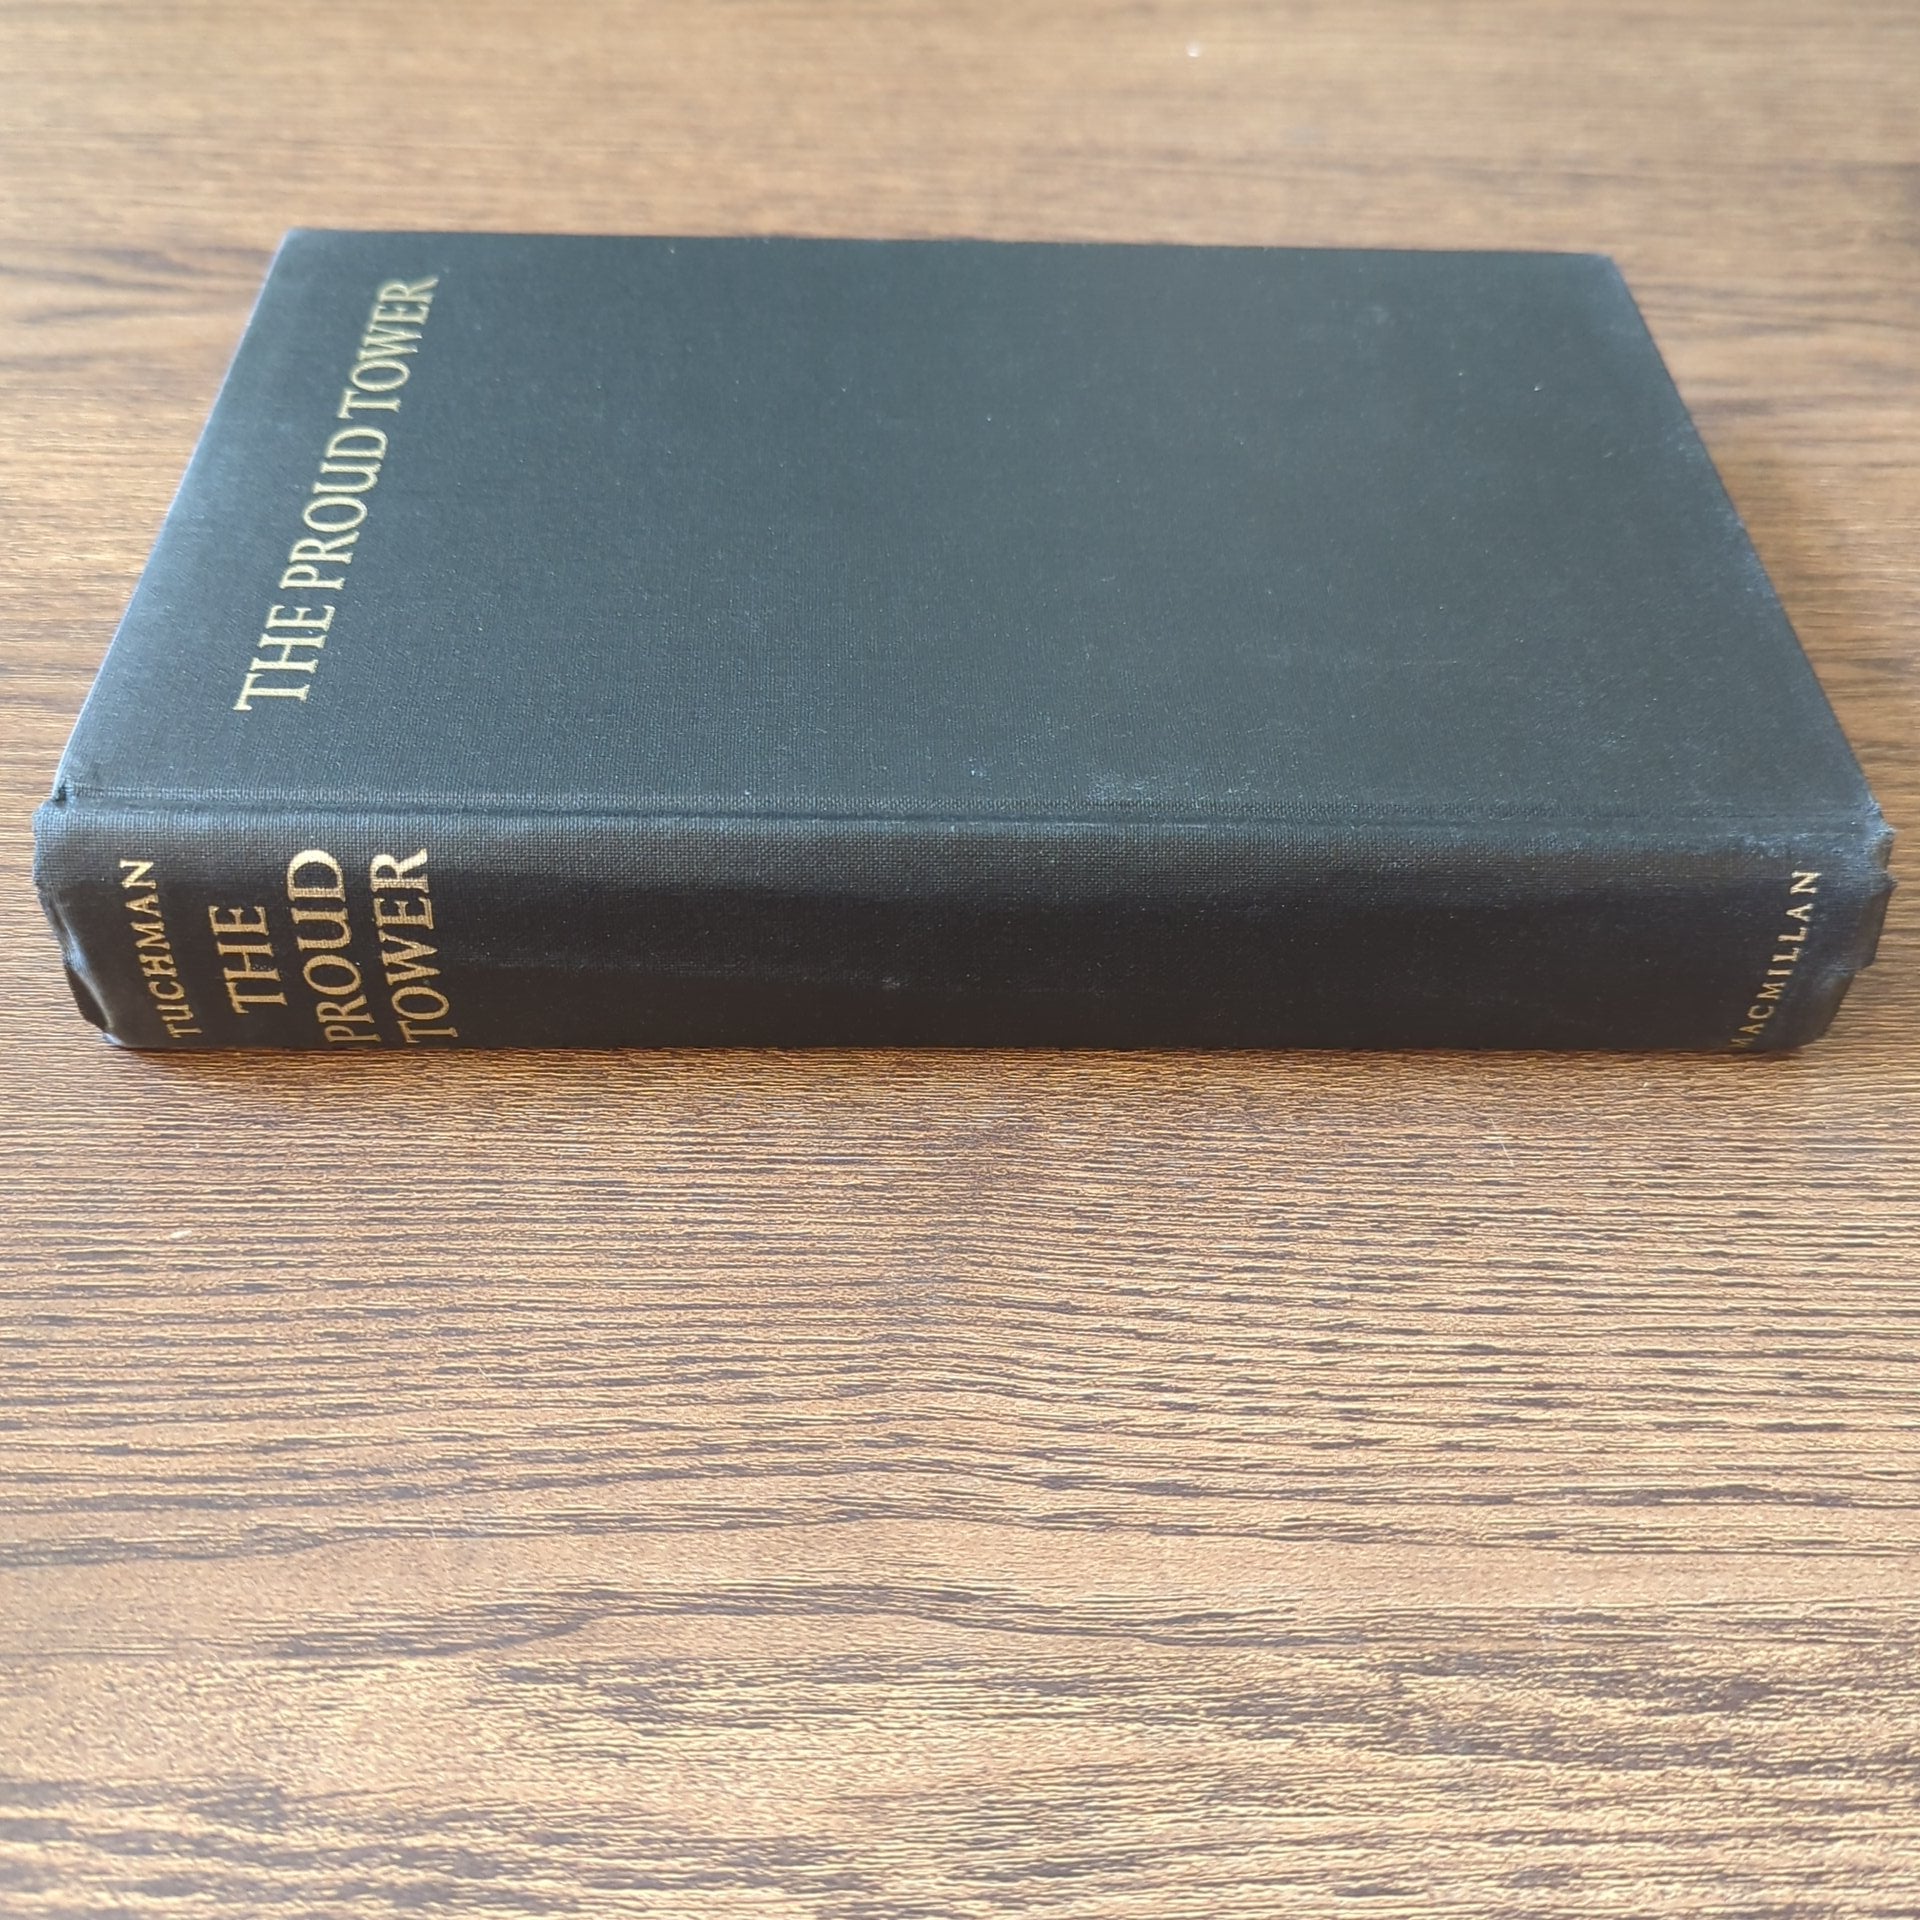 THE PROUD TOWER
TUCHMAN
THE
PROUD
TOWER
MACMILLAN